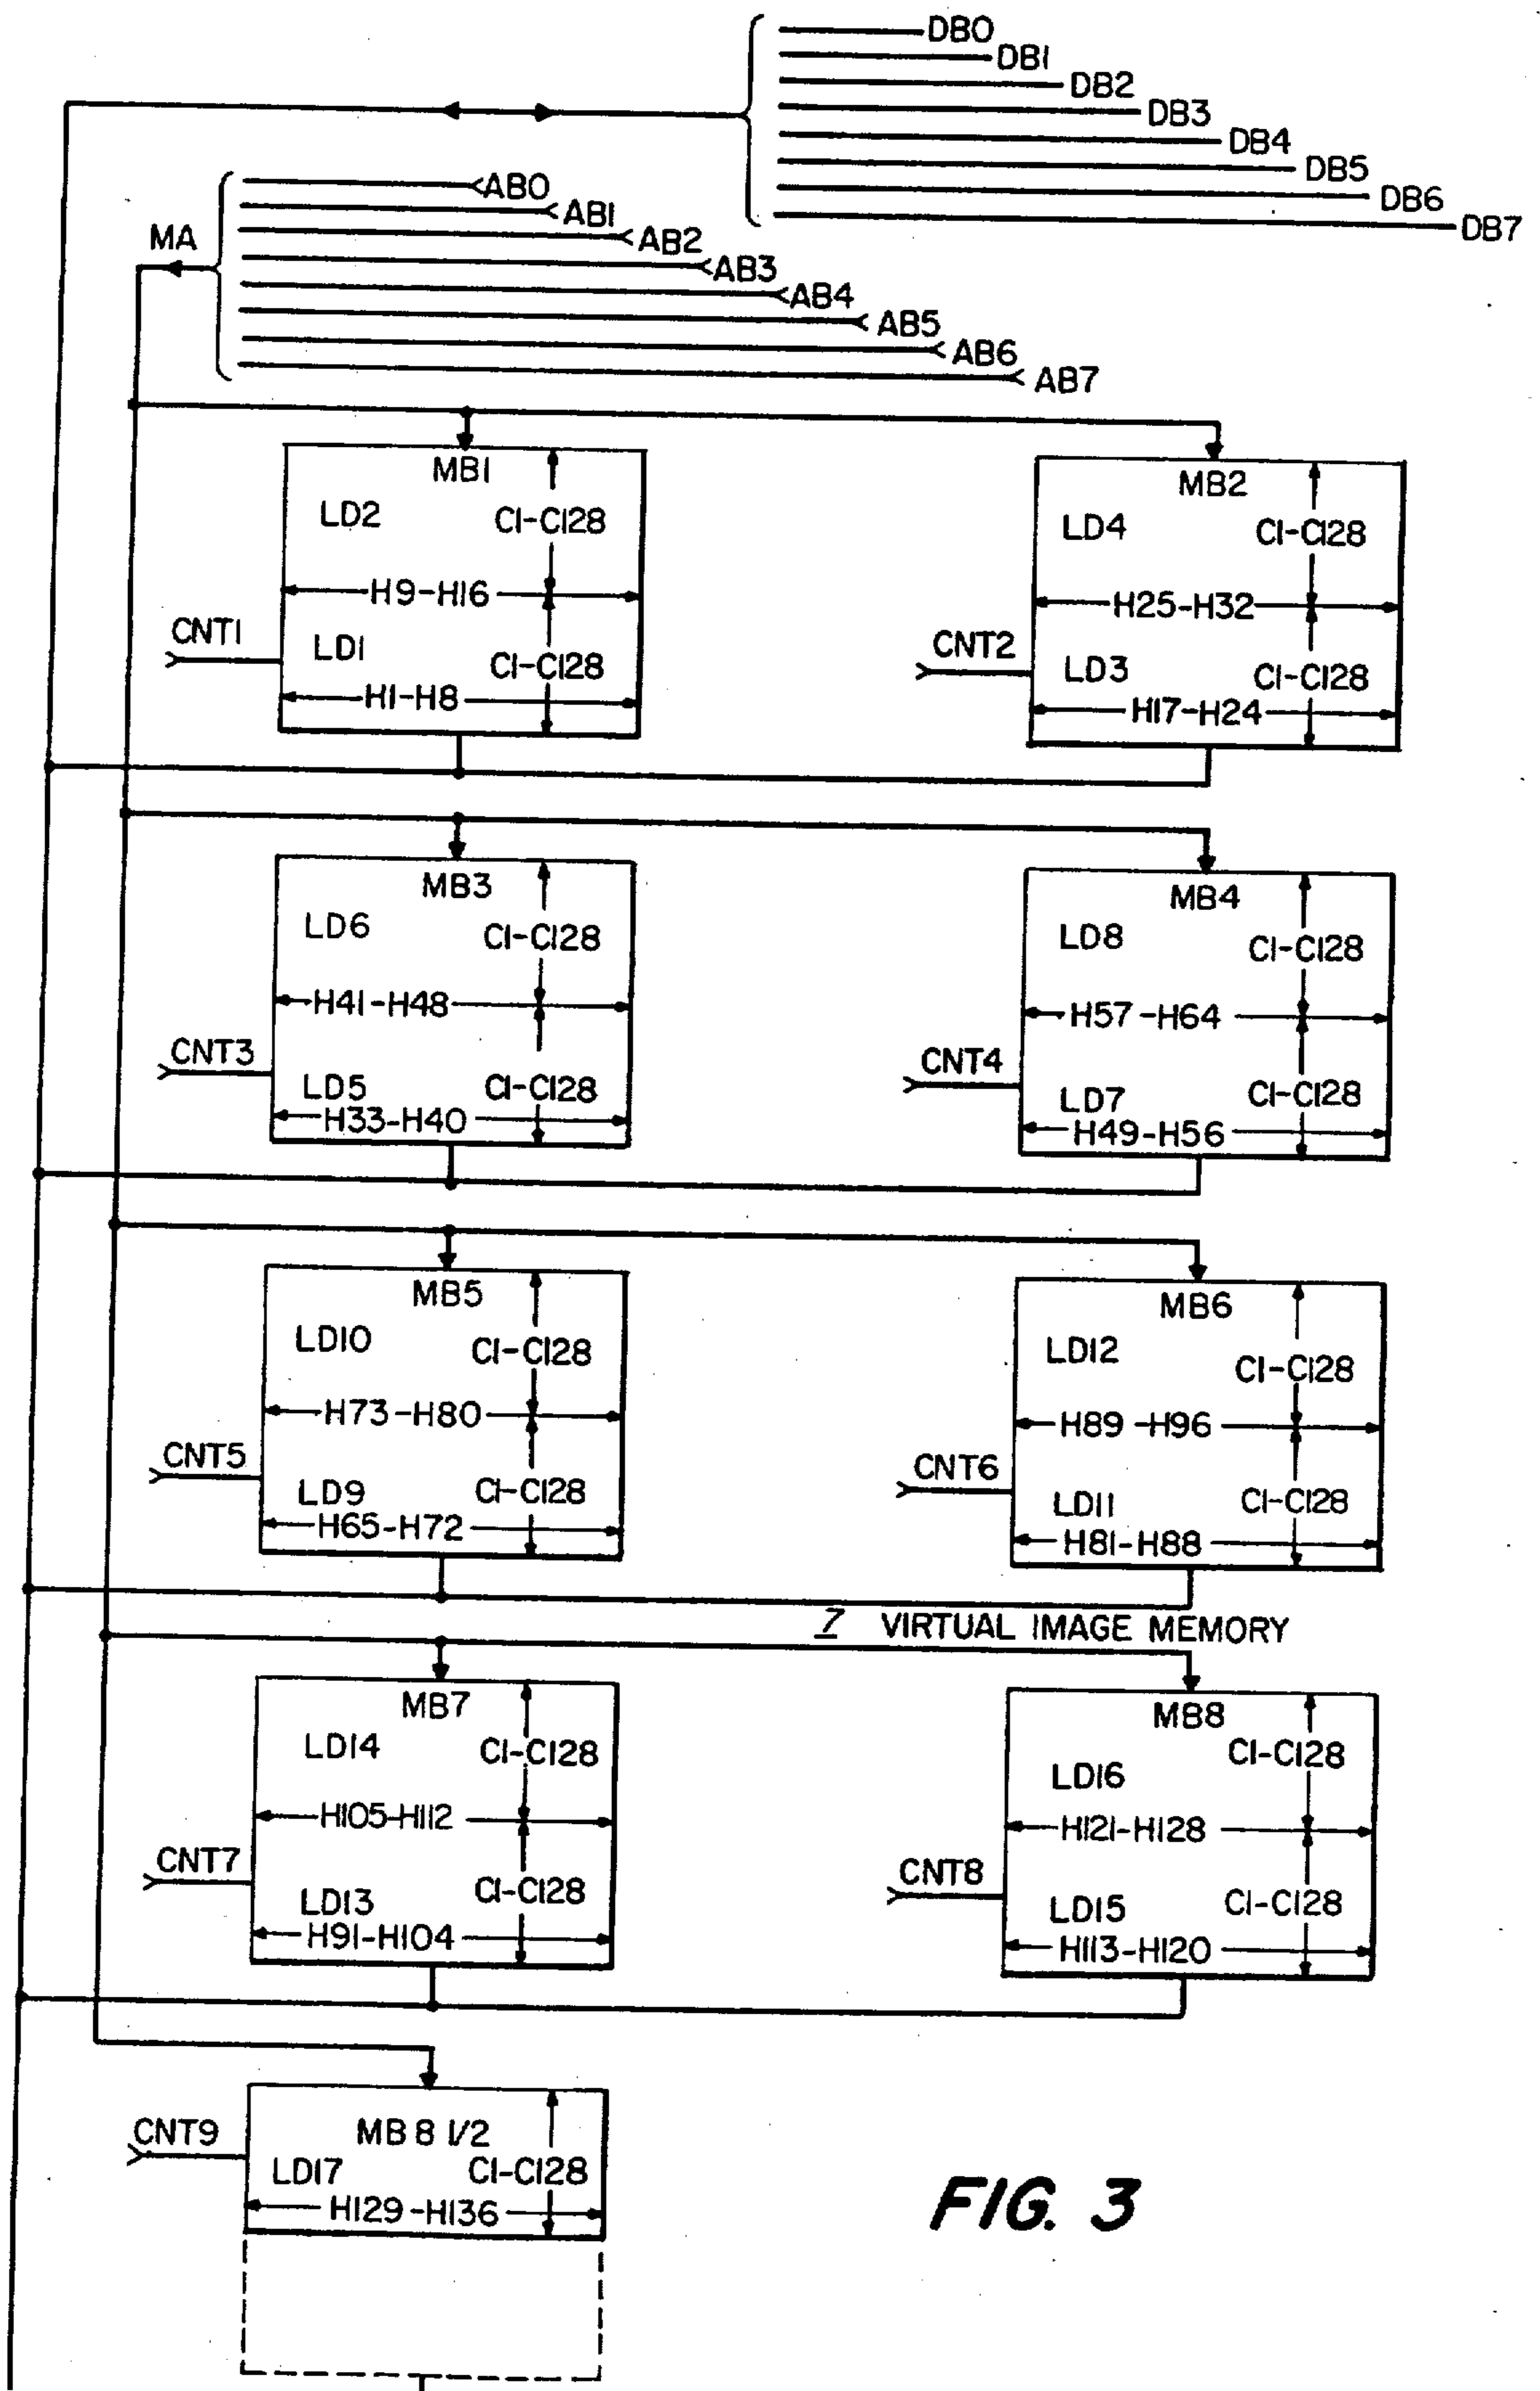 DB0
DB1
DB2
DB3
DB4
DB5
DB6
DB7
AB0
AB1
AB2
AB3
AB4
AB5
AB6
AB7
MA
MB1
LD2
C1-C128
H9-H16
CNT1
LD1
C1-C128
H1-H8
MB2
LD4
C1-C128
H25-H32
CNT2
LD3
C1-C128
H17-H24
MB3
LD6
C1-C128
H41-H48
CNT3
LD5
C1-C128
H33-H40
MB4
LD8
C1-C128
H57-H64
CNT4
LD7
C1-C128
H49-H56
MB5
LD10
C1-C128
H73-H80
CNT5
LD9
C1-C128
H65-H72
MB6
LD12
C1-C128
H89-H96
CNT6
LD11
C1-C128
H81-H88
7 VIRTUAL IMAGE MEMORY
MB7
LD14
C1-C128
H105-H112
CNT7
LD13
C1-C128
H91-H104
MB8
LD16
C1-C128
H121-H128
CNT8
LD15
C1-C128
H113-H120
MB 8 1/2
CNT9
LD17
C1-C128
H129-H136
FIG. 3